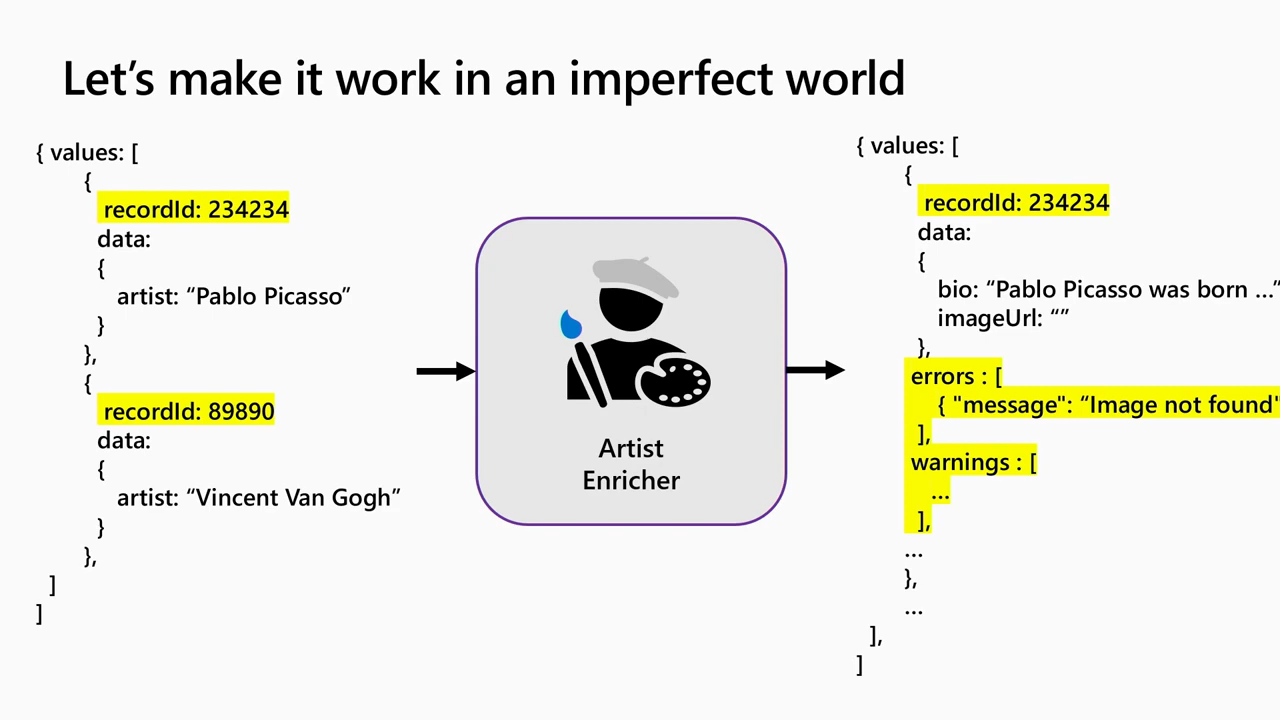 Let's make it work in an imperfect world
{ values: [
{
recordId: 234234
data:
{
artist: “Pablo Picasso”
}
},
{
recordId: 89890
data:
{
artist: “Vincent Van Gogh”
}
},
]
]
Artist
Enricher
{ values: [
{
recordId: 234234
data:
{
bio: “Pablo Picasso was born ...”
imageUrl: “”
},
errors : [
{ "message": “Image not found"
],
warnings : [
...
],
...
},
...
],
]